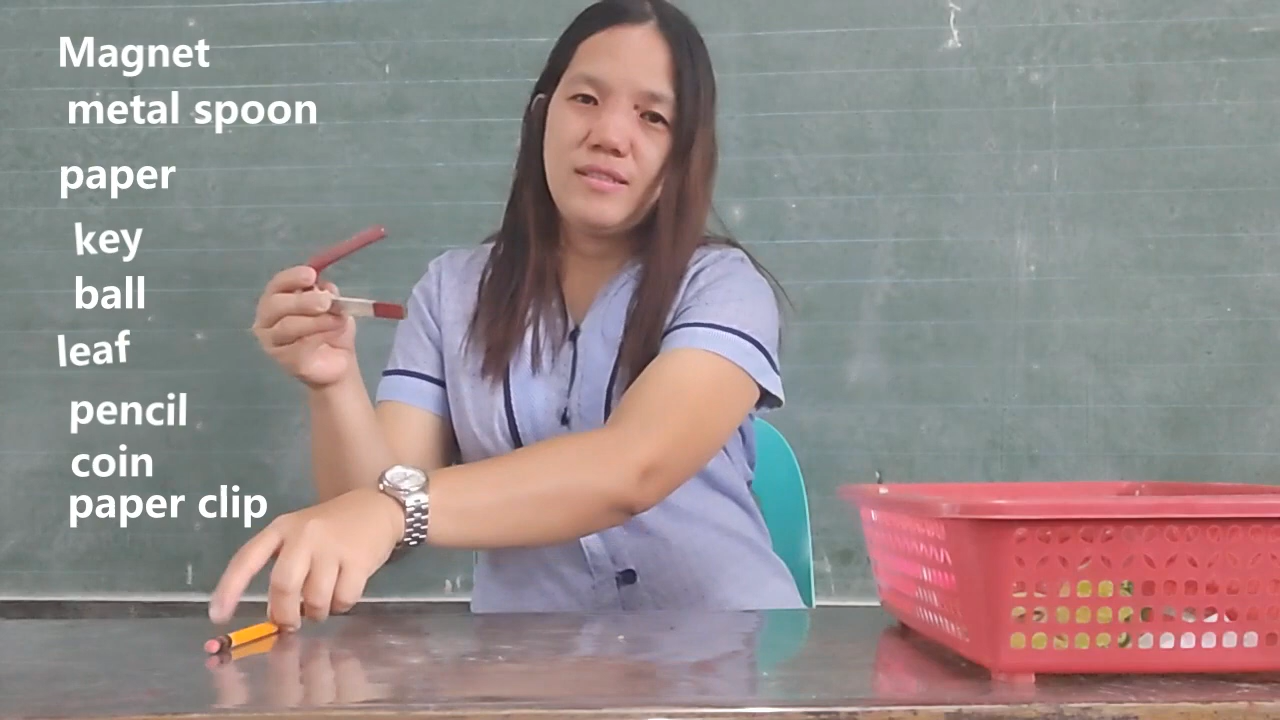 Magnet
metal spoon
paper
key
ball
leaf
pencil
coin
paper clip